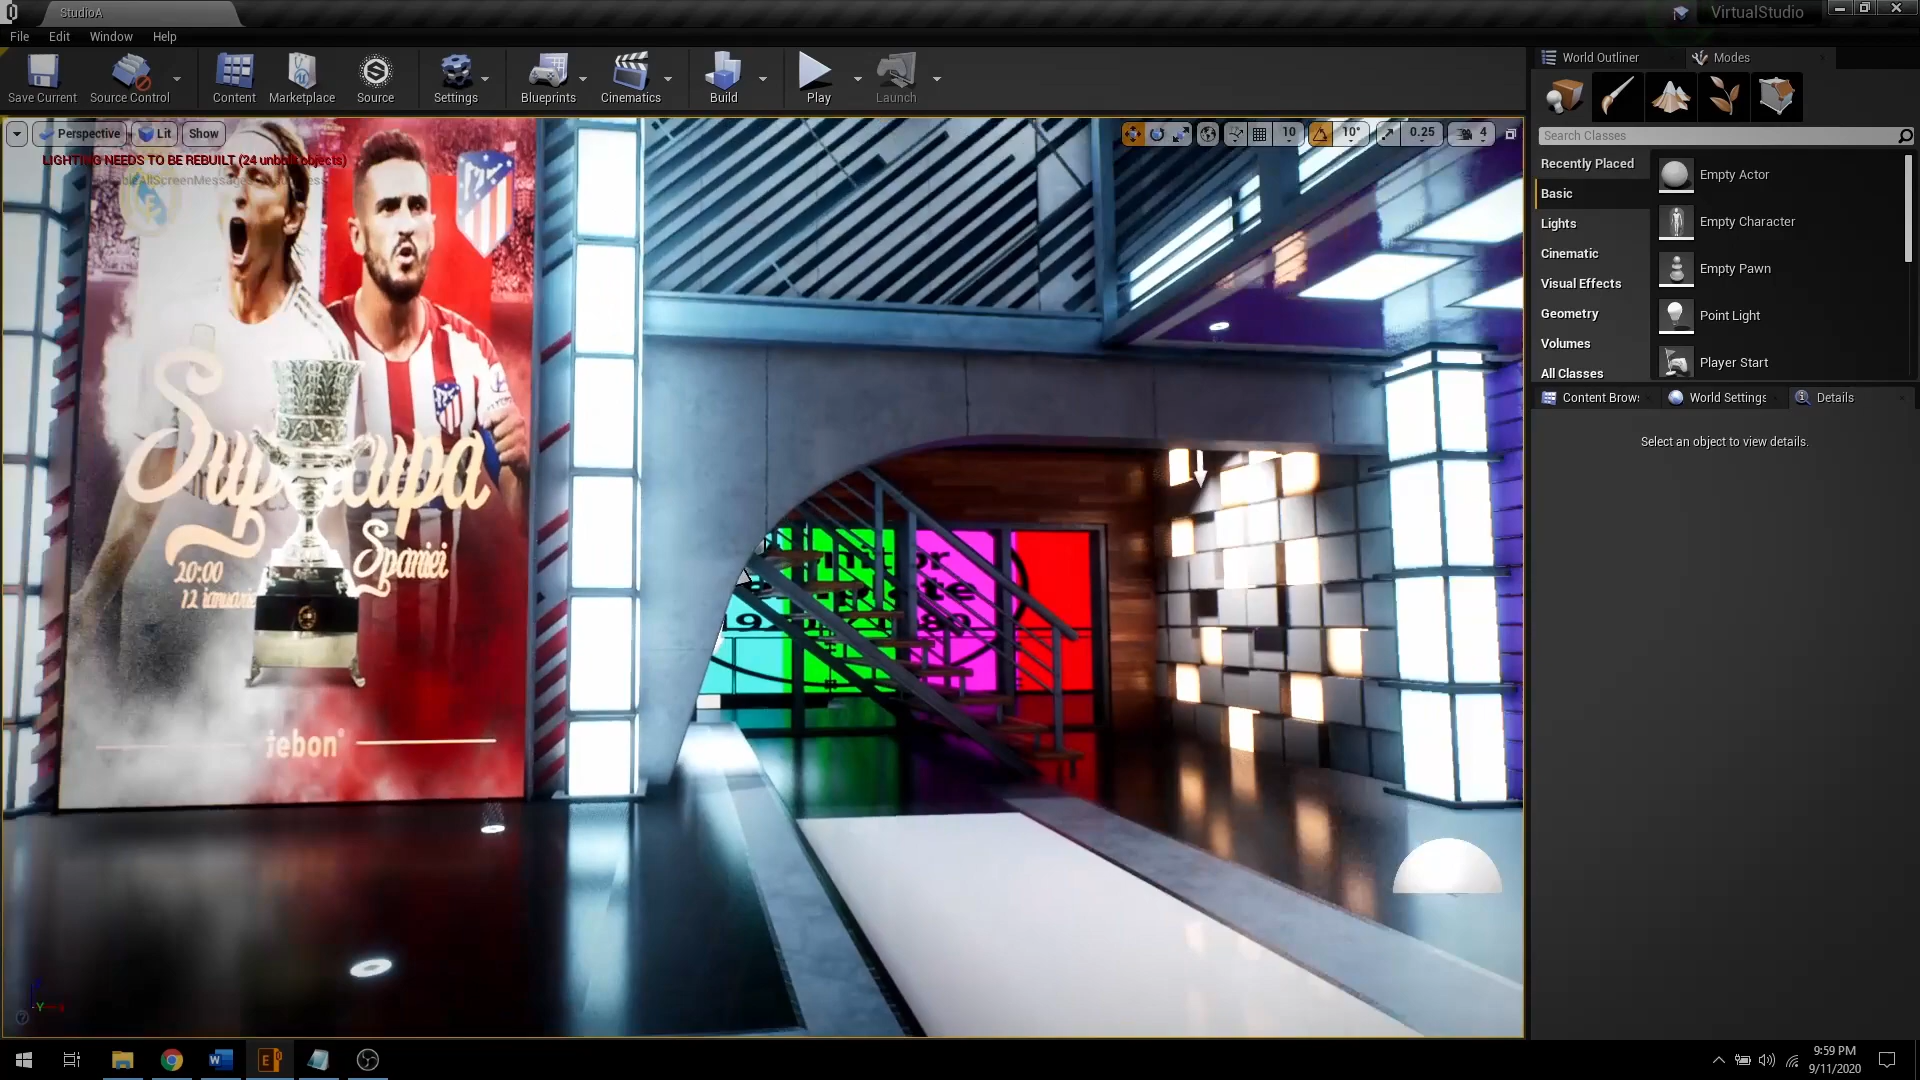 StudioA
VirtualStudio
File Edit Window Help
Save Current
Source Control
Content
Marketplace
Source
Settings
Blueprints
Cinematics
Build
Play
Launch
Perspective
Lit
Show
10
10°
0.25
4
LIGHTING NEEDS TO BE REBUILT (24 unbuilt objects)
Supercupa
Spaniei
20:00
12 ianuarie
tebon
World Outliner
Modes
Search Classes
Recently Placed
Basic
Lights
Cinematic
Visual Effects
Geometry
Volumes
All Classes
Empty Actor
Empty Character
Empty Pawn
Point Light
Player Start
Content Brows
World Settings
Details
Select an object to view details.
Y
9:59 PM
9/11/2020